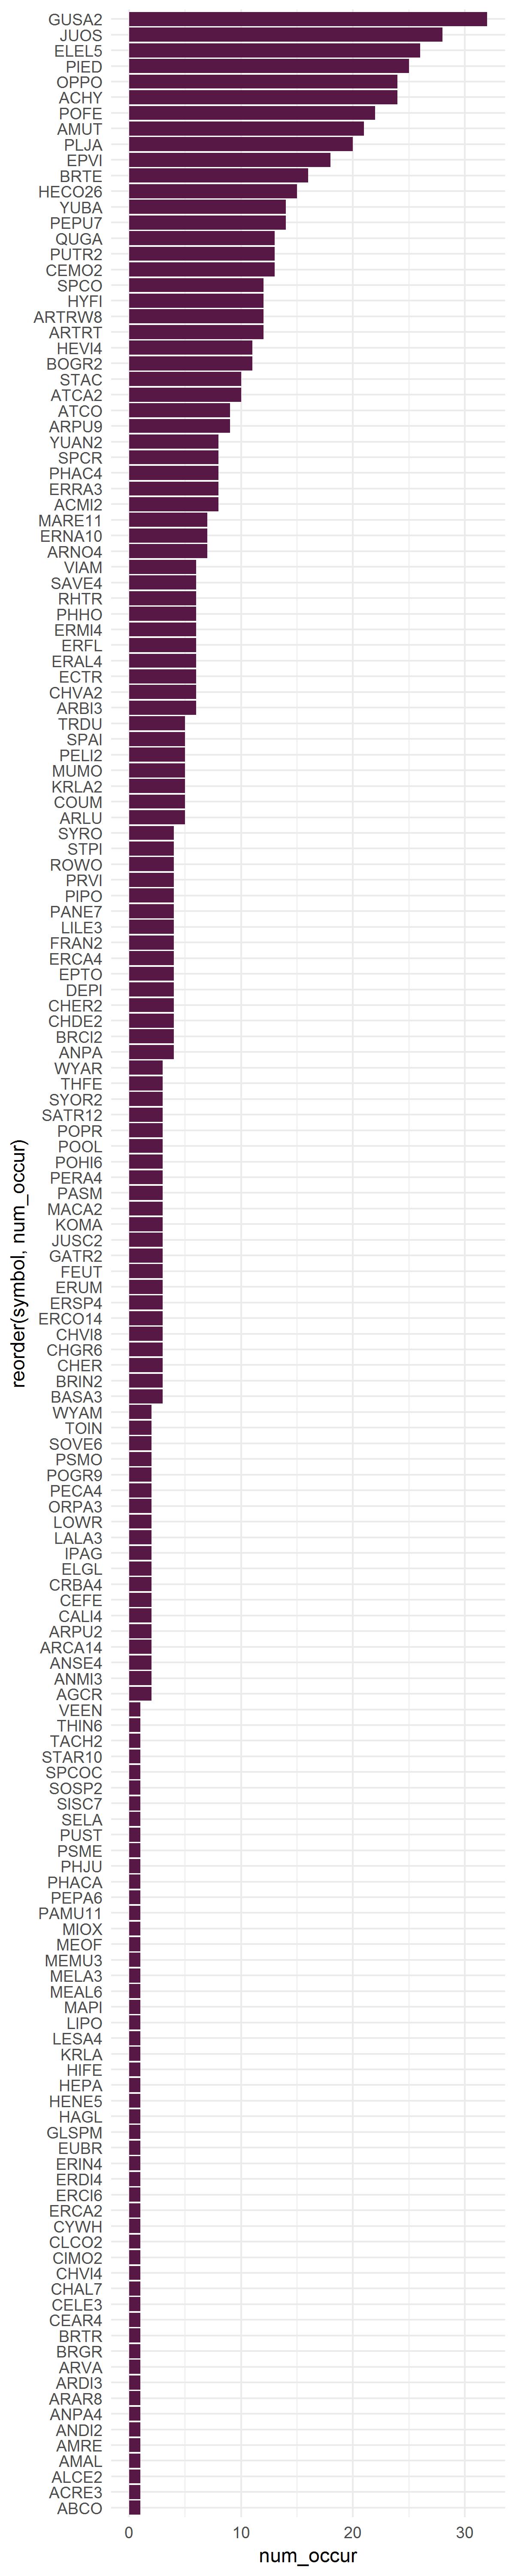 GUSA2
JUOS
ELEL5
PIED
OPPO
ACHY
POFE
AMUT
PLJA
EPVI
BRTE
HECO26
YUBA
PEPU7
QUGA
PUTR2
CEMO2
SPCO
HYFI
ARTRW8
ARTRT
HEVI4
BOGR2
STAC
ATCA2
ATCO
ARPU9
YUAN2
SPCR
PHAC4
ERRA3
ACMI2
MARE11
ERNA10
ARNO4
VIAM
SAVE4
RHTR
PHHO
ERMI4
ERFL
ERAL4
ECTR
CHVA2
ARBI3
TRDU
SPAI
PELI2
MUMO
KRLA2
COUM
ARLU
SYRO
STPI
ROWO
PRVI
PIPO
PANE7
LILE3
FRAN2
ERCA4
EPTO
DEPI
CHER2
CHDE2
BRCI2
ANPA
WYAR
THFE
SYOR2
SATR12
POPR
POOL
POHI6
PERA4
PASM
MACA2
KOMA
JUSC2
GATR2
FEUT
ERUM
ERSP4
ERCO14
CHVI8
CHGR6
CHER
BRIN2
BASA3
WYAM
TOIN
SOVE6
PSMO
POGR9
PECA4
ORPA3
LOWR
LALA3
IPAG
ELGL
CRBA4
CEFE
CALI4
ARPU2
ARCA14
ANSE4
ANMI3
AGCR
VEEN
THIN6
TACH2
STAR10
SPCOC
SOSP2
SISC7
SELA
PUST
PSME
PHJU
PHACA
PEPA6
PAMU11
MIOX
MEOF
MEMU3
MELA3
MEAL6
MAPI
LIPO
LESA4
KRLA
HIFE
HEPA
HENE5
HAGL
GLSPM
EUBR
ERIN4
ERDI4
ERCI6
ERCA2
CYWH
CLCO2
CIMO2
CHVI4
CHAL7
CELE3
CEAR4
BRTR
BRGR
ARVA
ARDI3
ARAR8
ANPA4
ANDI2
AMRE
AMAL
ALCE2
ACRE3
ABCO
reorder(symbol, num_occur)
0 10 20 30
num_occur